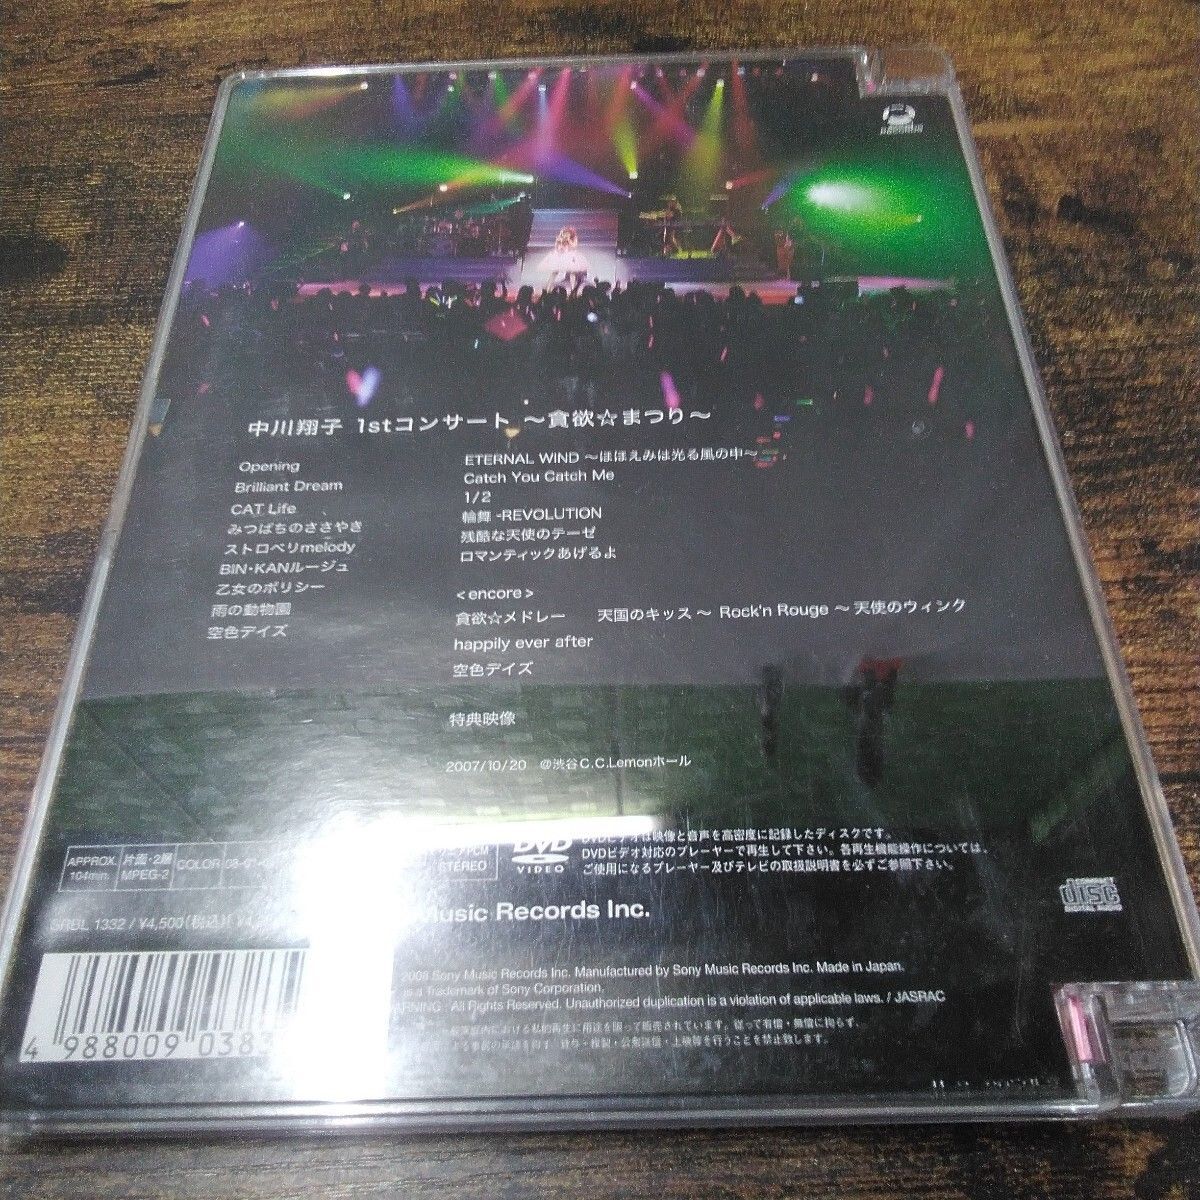 中川翔子 1stコンサート ～貪欲☆まつり～
Opening
Brilliant Dream
CAT Life
みつばちのささやき
ストロベリmelody
BIN・KANルージュ
乙女のポリシー
雨の動物園
空色デイズ
ETERNAL WIND ～ほほえみは光る風の中～
Catch You Catch Me
1/2
輪舞 -REVOLUTION
残酷な天使のテーゼ
ロマンティックあげるよ
<encore>
貪欲☆メドレー 天国のキッス ～ Rock'n Rouge ～ 天使のウィンク
happily ever after
空色デイズ
特典映像
2007/10/20 @渋谷C.C.Lemonホール
APPROX. 104min.
片面・2層 MPEG-2
COLOR
STEREO
DVD VIDEO
DVDビデオは映像と音声を高密度に記録したディスクです。
DVDビデオ対応のプレーヤーで再生して下さい。各再生機能操作については、
ご使用になるプレーヤー及びテレビの取扱説明書を必ずご参照下さい。
COMPACT disc DIGITAL AUDIO
1332 / ¥4,500(税込)
Music Records Inc.
2008 Sony Music Records Inc. Manufactured by Sony Music Records Inc. Made in Japan.
is a Trademark of Sony Corporation.
All Rights Reserved. Unauthorized duplication is a violation of applicable laws. / JASRAC
4 988009 038